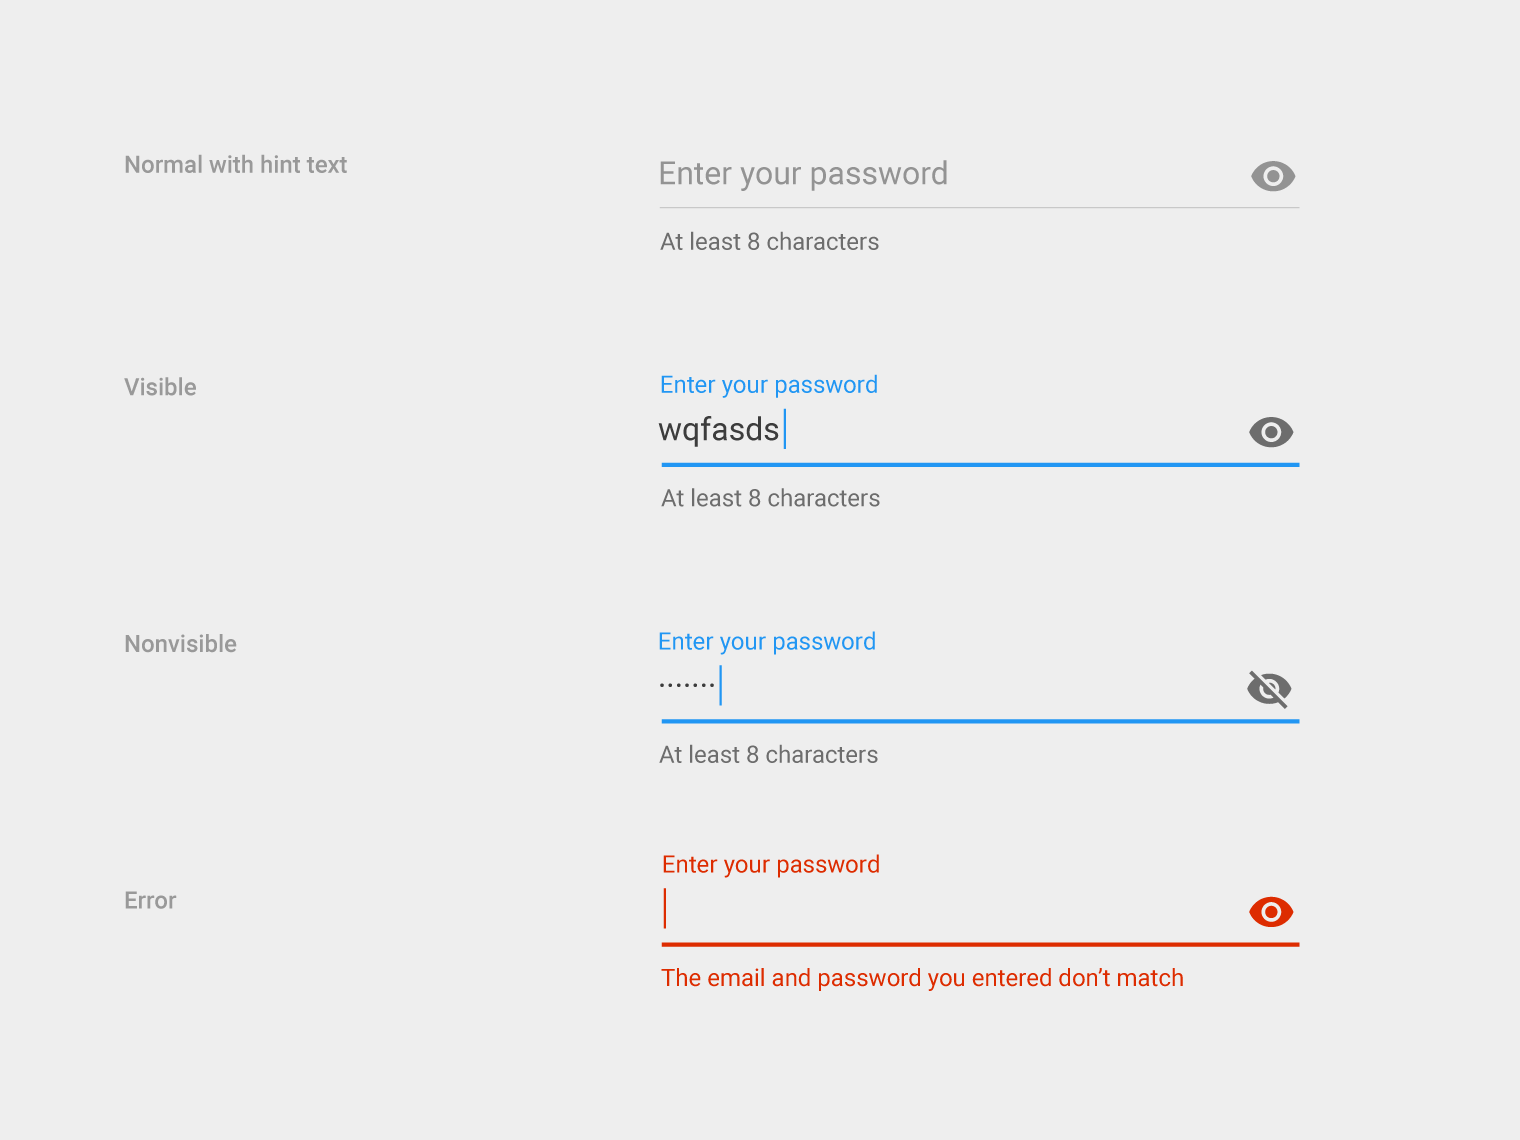 Normal with hint text
Enter your password
At least 8 characters
Visible
Enter your password
wqfasds
At least 8 characters
Nonvisible
Enter your password
·······
At least 8 characters
Enter your password
Error
The email and password you entered don’t match